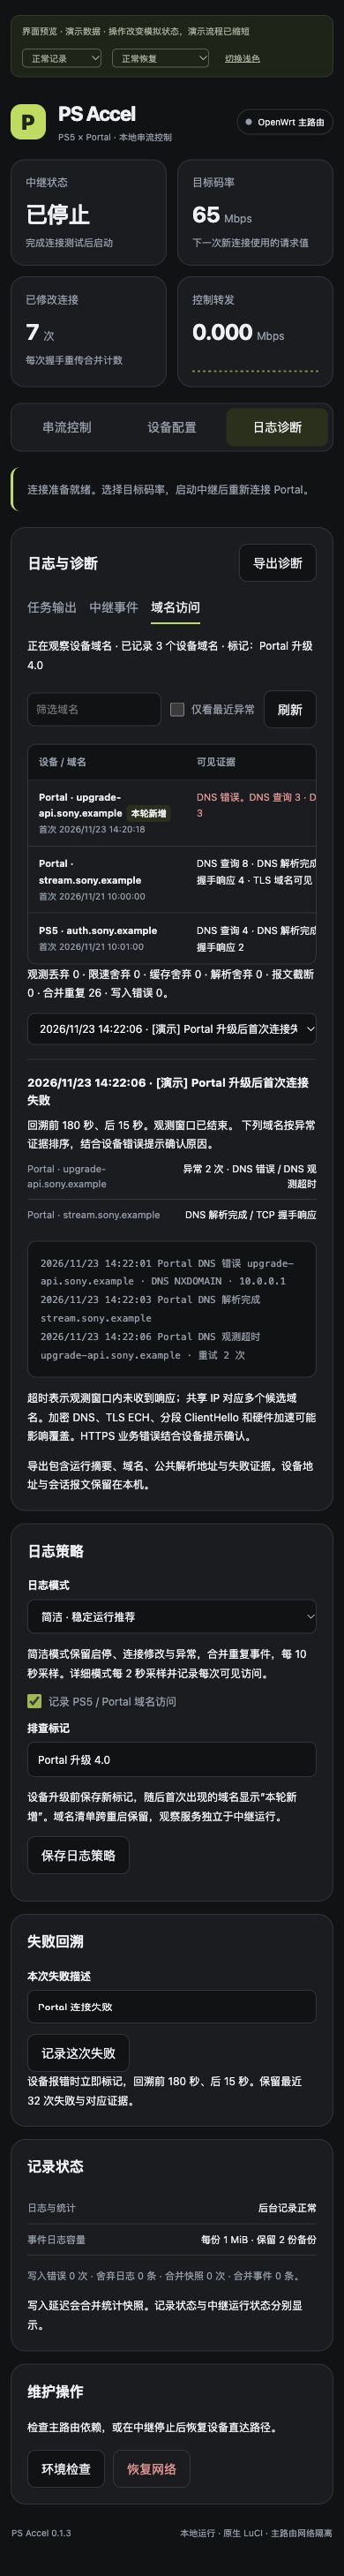 界面预览 · 演示数据 · 操作改变模拟状态，演示流程已缩短
正常记录
正常恢复
切换浅色
P
PS Accel
PS5 × Portal · 本地串流控制
OpenWrt 主路由
中继状态
已停止
完成连接测试后启动
目标码率
65 Mbps
下一次新连接使用的请求值
已修改连接
7 次
每次握手重传合并计数
控制转发
0.000 Mbps
串流控制
设备配置
日志诊断
连接准备就绪。选择目标码率，启动中继后重新连接 Portal。
日志与诊断
导出诊断
任务输出
中继事件
域名访问
正在观察设备域名 · 已记录 3 个设备域名 · 标记：Portal 升级
4.0
筛选域名
仅看最近异常
刷新
设备 / 域名
可见证据
Portal · upgrade-
api.sony.example 本轮新增
首次 2026/11/23 14:20:18
DNS 错误，DNS 查询 3 · D
3
Portal ·
stream.sony.example
首次 2026/11/21 10:00:00
DNS 查询 8 · DNS 解析完成
握手响应 4 · TLS 域名可见
PS5 · auth.sony.example
首次 2026/11/21 10:01:00
DNS 查询 4 · DNS 解析完成
握手响应 2
观测丢弃 0 · 限速舍弃 0 · 缓存舍弃 0 · 解析舍弃 0 · 报文截断
0 · 合并重复 26 · 写入错误 0。
2026/11/23 14:22:06 · [演示] Portal 升级后首次连接失
2026/11/23 14:22:06 · [演示] Portal 升级后首次连接
失败
回溯前 180 秒、后 15 秒。观测窗口已结束。 下列域名按异常
证据排序，结合设备错误提示确认原因。
Portal · upgrade-
api.sony.example
异常 2 次 · DNS 错误 / DNS 观
测超时
Portal · stream.sony.example
DNS 解析完成 / TCP 握手响应
2026/11/23 14:22:01 Portal DNS 错误 upgrade-
api.sony.example · DNS NXDOMAIN · 10.0.0.1
2026/11/23 14:22:03 Portal DNS 解析完成
stream.sony.example
2026/11/23 14:22:06 Portal DNS 观测超时
upgrade-api.sony.example · 重试 2 次
超时表示观测窗口内未收到响应；共享 IP 对应多个候选域
名。加密 DNS、TLS ECH、分段 ClientHello 和硬件加速可能
影响覆盖。HTTPS 业务错误结合设备提示确认。
导出包含运行摘要、域名、公共解析地址与失败证据。设备地
址与会话报文保留在本机。
日志策略
日志模式
简洁 · 稳定运行推荐
简洁模式保留启停、连接修改与异常，合并重复事件，每 10
秒采样。详细模式每 2 秒采样并记录每次可见访问。
记录 PS5 / Portal 域名访问
排查标记
Portal 升级 4.0
设备升级前保存新标记，随后首次出现的域名显示“本轮新
增”。域名清单跨重启保留，观察服务独立于中继运行。
保存日志策略
失败回溯
本次失败描述
Portal 连接失败
记录这次失败
设备报错时立即标记，回溯前 180 秒、后 15 秒。保留最近
32 次失败与对应证据。
记录状态
日志与统计
后台记录正常
事件日志容量
每份 1 MiB · 保留 2 份备份
写入错误 0 次 · 舍弃日志 0 条 · 合并快照 0 次 · 合并事件 0 条。
写入延迟会合并统计快照。记录状态与中继运行状态分别显
示。
维护操作
检查主路由依赖，或在中继停止后恢复设备直达路径。
环境检查
恢复网络
PS Accel 0.1.3
本地运行 · 原生 LuCI · 主路由网络隔离